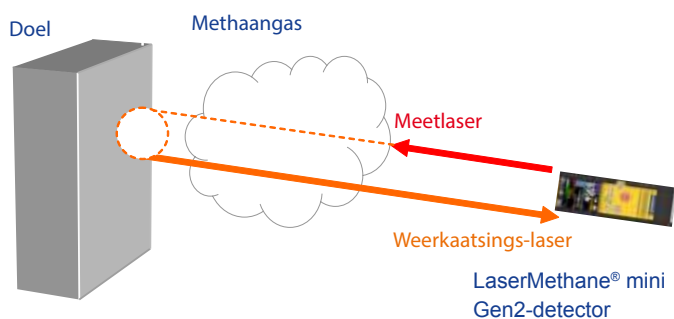 Doel
Methaangas
Meetlaser
Weerkaatsings-laser
LaserMethane® mini
Gen2-detector